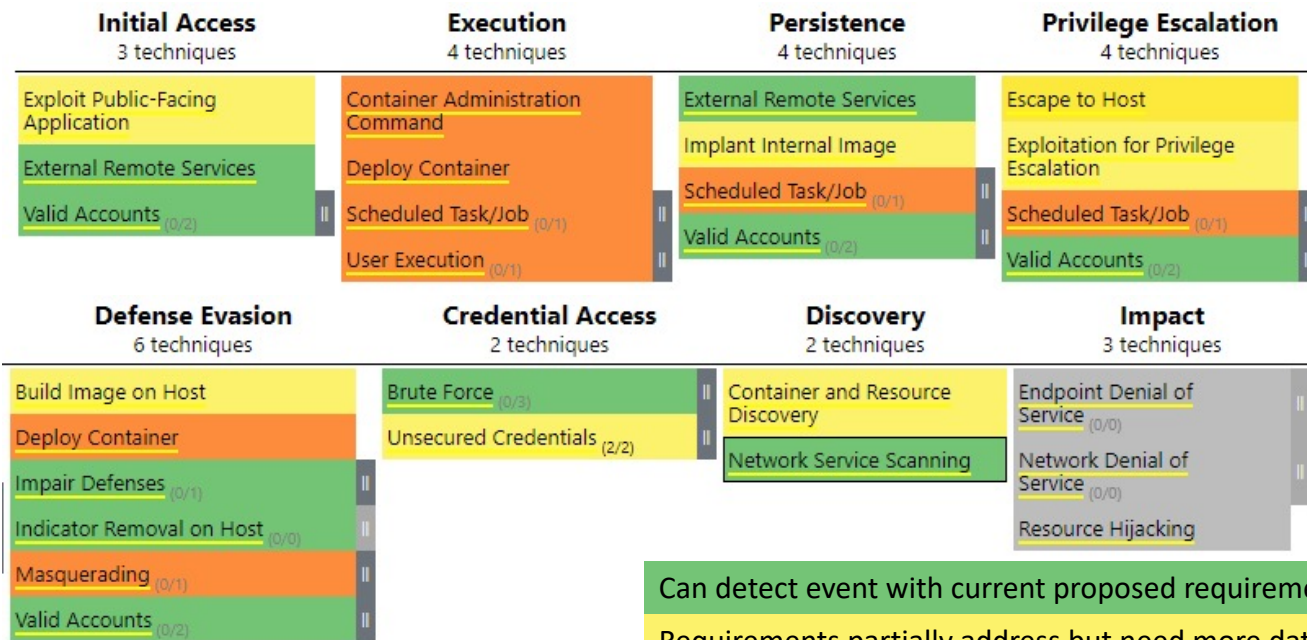 Initial Access
3 techniques
Exploit Public-Facing
Application
External Remote Services
Valid Accounts (0/2)
Execution
4 techniques
Container Administration
Command
Deploy Container
Scheduled Task/Job (0/1)
User Execution (0/1)
Persistence
4 techniques
External Remote Services
Implant Internal Image
Scheduled Task/Job (0/1)
Valid Accounts (0/2)
Privilege Escalation
4 techniques
Escape to Host
Exploitation for Privilege
Escalation
Scheduled Task/Job (0/1)
Valid Accounts (0/2)
Defense Evasion
6 techniques
Build Image on Host
Deploy Container
Impair Defenses (0/1)
Indicator Removal on Host (0/0)
Masquerading (0/1)
Valid Accounts (0/2)
Credential Access
2 techniques
Brute Force (0/3)
Unsecured Credentials (2/2)
Discovery
2 techniques
Container and Resource
Discovery
Network Service Scanning
Impact
3 techniques
Endpoint Denial of
Service (0/0)
Network Denial of
Service (0/0)
Resource Hijacking
Can detect event with current proposed
Requirements partially address but need more